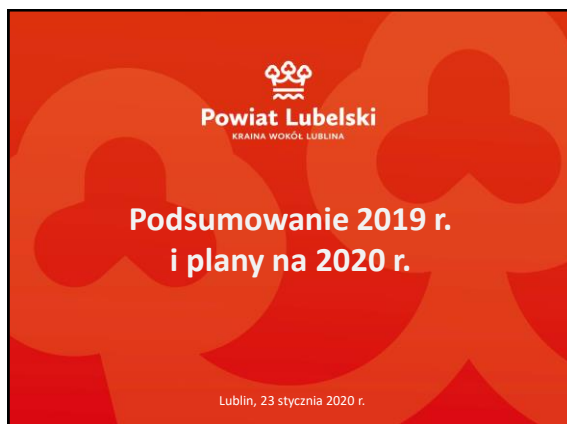 Powiat Lubelski
KRAINA WOKÓŁ LUBLINA
Podsumowanie 2019 r.
i plany na 2020 r.
Lublin, 23 stycznia 2020 r.